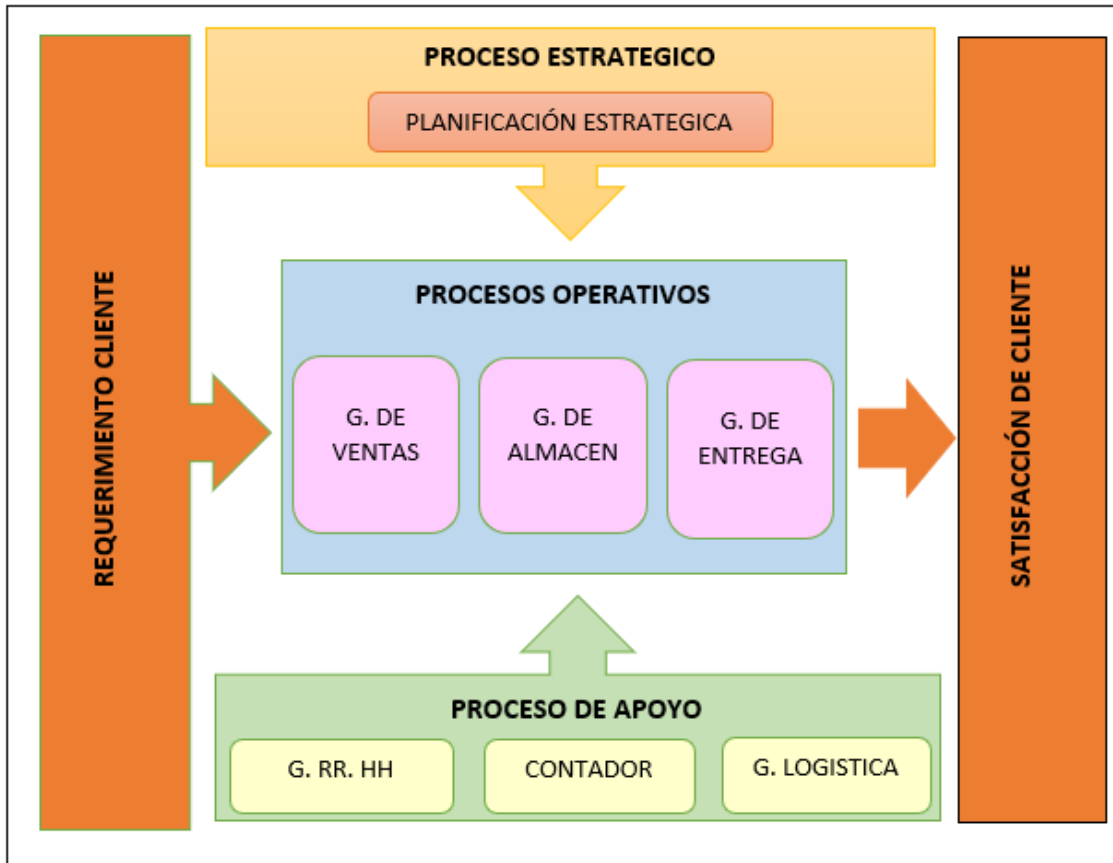 PROCESO ESTRATEGICO
PLANIFICACIÓN ESTRATEGICA
REQUERIMIENTO CLIENTE
PROCESOS OPERATIVOS
G. DE
VENTAS
G. DE
ALMACEN
G. DE
ENTREGA
SATISFACCIÓN DE CLIENTE
PROCESO DE APOYO
G. RR. HH
CONTADOR
G. LOGISTICA